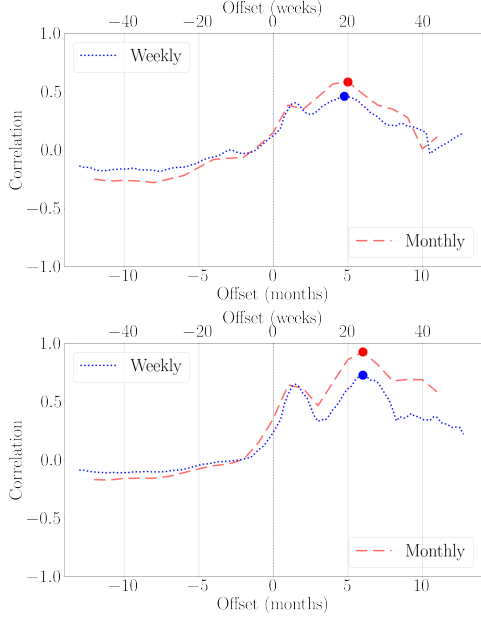 Offset (weeks)
−40 −20 0 20 40
1.0
Weekly
0.5
Correlation
0.0
−0.5
Monthly
−1.0
−10 −5 0 5 10
Offset (months)
Offset (weeks)
−40 −20 0 20 40
1.0
Weekly
0.5
Correlation
0.0
−0.5
Monthly
−1.0
−10 −5 0 5 10
Offset (months)